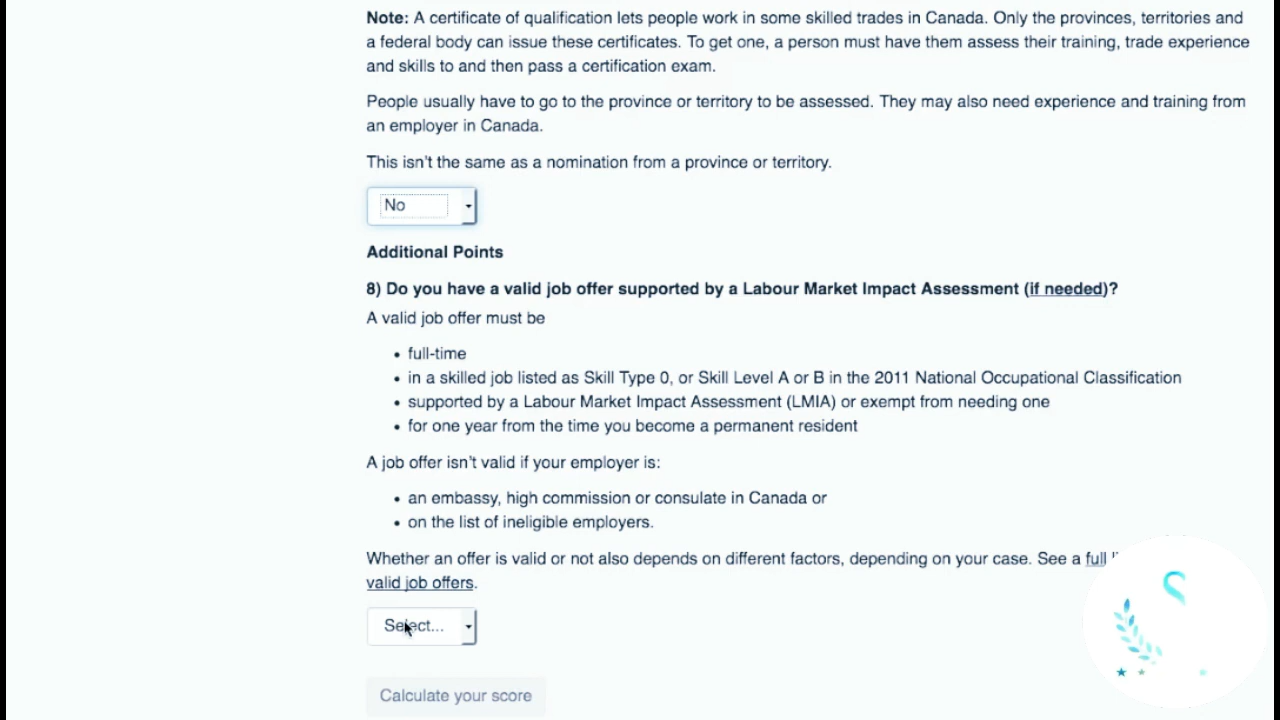 Note: A certificate of qualification lets people work in some skilled trades in Canada. Only the provinces, territories and
a federal body can issue these certificates. To get one, a person must have them assess their training, trade experience
and skills to and then pass a certification exam.
People usually have to go to the province or territory to be assessed. They may also need experience and training from
an employer in Canada.
This isn't the same as a nomination from a province or territory.
No
Additional Points
8) Do you have a valid job offer supported by a Labour Market Impact Assessment (if needed)?
A valid job offer must be
• full-time
• in a skilled job listed as Skill Type 0, or Skill Level A or B in the 2011 National Occupational Classification
• supported by a Labour Market Impact Assessment (LMIA) or exempt from needing one
• for one year from the time you become a permanent resident
A job offer isn't valid if your employer is:
• an embassy, high commission or consulate in Canada or
• on the list of ineligible employers.
Whether an offer is valid or not also depends on different factors, depending on your case. See a full
valid job offers.
Select...
S
Calculate your score